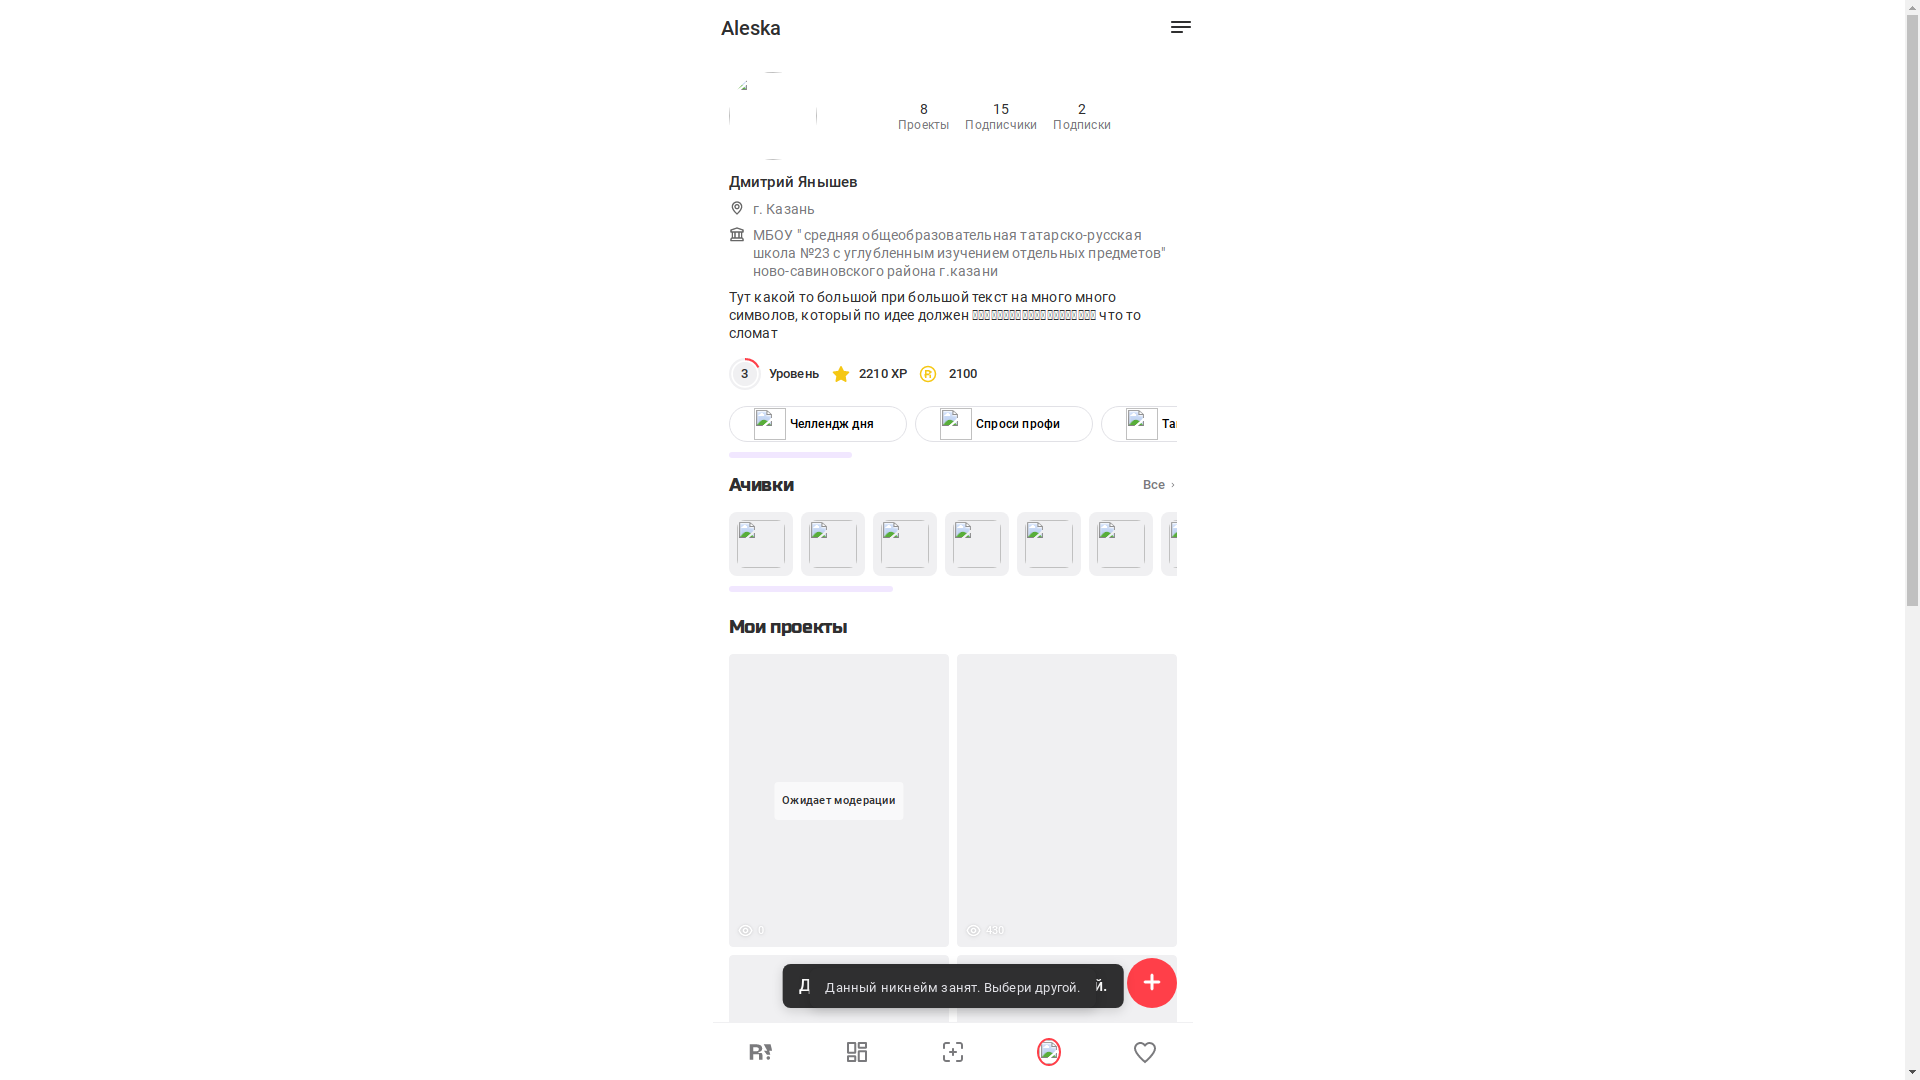 Aleska
8
15
2
Проекты
Подписчики
Подписки
Дмитрий Янышев
г. Казань
МБОУ "средняя общеобразовательная татарско-русская
школа №23 с углубленным изучением отдельных предметов"
ново-савиновского района г.казани
Тут какой то большой при большой текст на много много
символов, который по идее должен что то
сломат
3
Уровень
2210 XP
2100
Челлендж дня
Спроси профи
Ачивки
Все
Мои проекты
Ожидает модерации
0
430
Данный никнейм занят. Выбери другой.